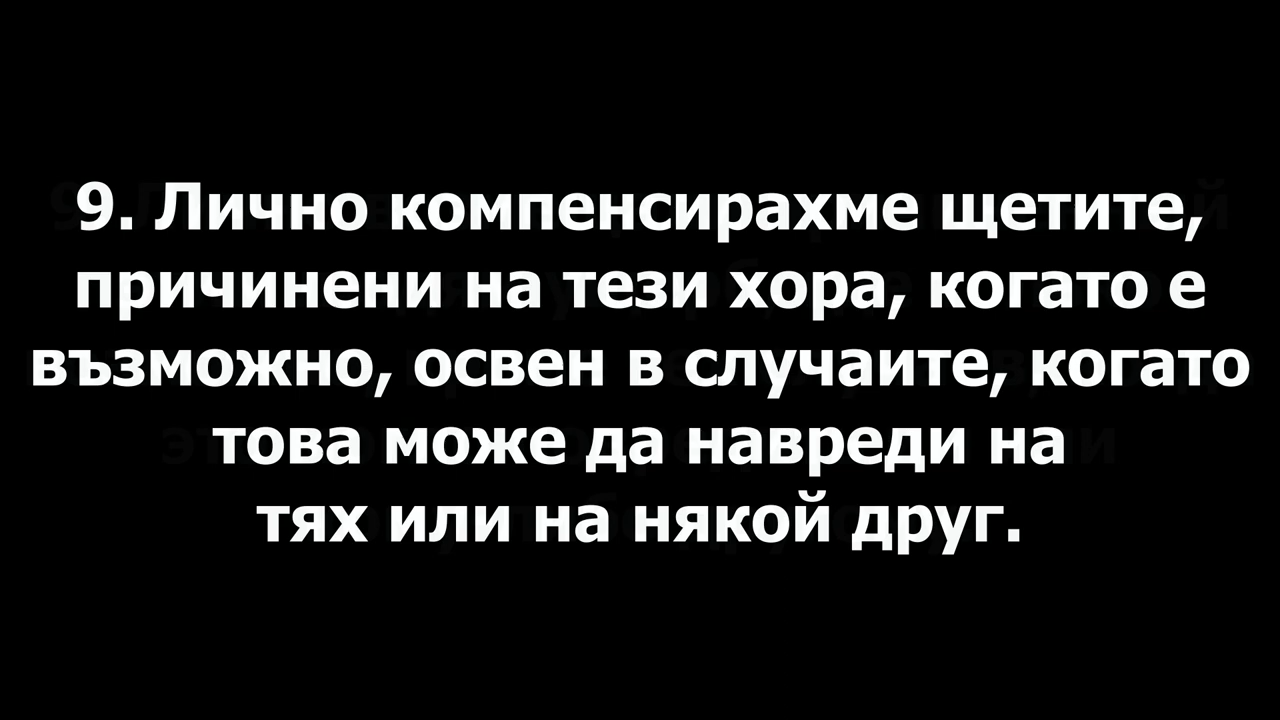 9. Лично компенсирахме щетите,
причинени на тези хора, когато е
възможно, освен в случаите, когато
това може да навреди на
тях или на някой друг.